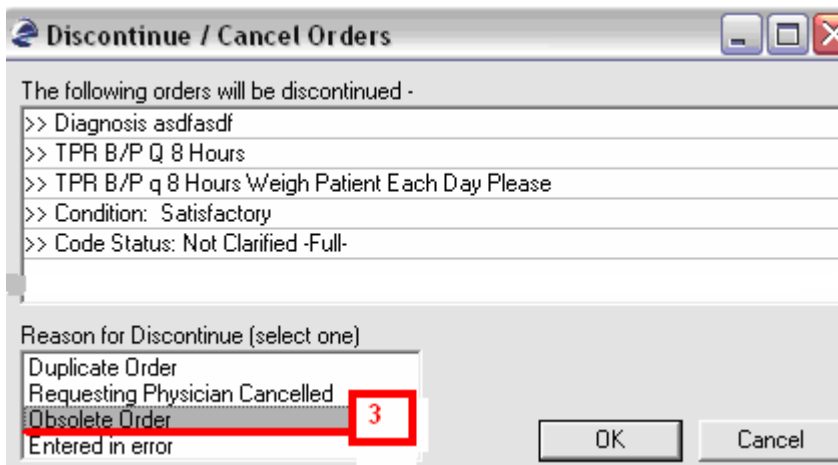 Discontinue / Cancel Orders
The following orders will be discontinued -
>> Diagnosis asdfasdf
>> TPR B/P Q 8 Hours
>> TPR B/P q 8 Hours Weigh Patient Each Day Please
>> Condition:  Satisfactory
>> Code Status: Not Clarified -Full-
Reason for Discontinue (select one)
Duplicate Order
Requesting Physician Cancelled
Obsolete Order
3
Entered in error
OK
Cancel